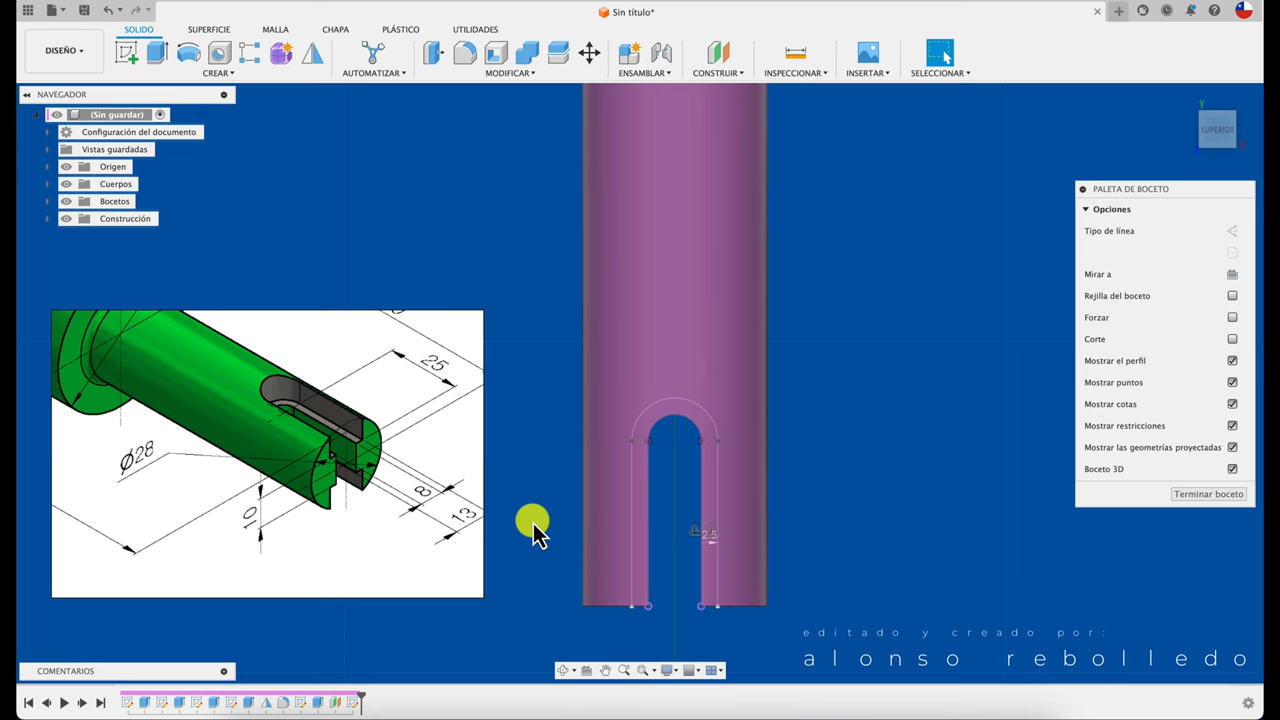 Sin título*
DISEÑO
SOLIDO
SUPERFICIE
MALLA
CHAPA
PLÁSTICO
UTILIDADES
CREAR
AUTOMATIZAR
MODIFICAR
ENSAMBLAR
CONSTRUIR
INSPECCIONAR
INSERTAR
SELECCIONAR
NAVEGADOR
(Sin guardar)
Configuración del documento
Vistas guardadas
Origen
Cuerpos
Bocetos
Construcción
Y
SUPERIOR
Z
X
PALETA DE BOCETO
Opciones
Tipo de línea
Mirar a
Rejilla del boceto
Forzar
Corte
Mostrar el perfil
Mostrar puntos
Mostrar cotas
Mostrar restricciones
Mostrar las geometrías proyectadas
Boceto 3D
Terminar boceto
25
Ø28
8
13
10
2.5
editado y creado por:
alonso rebolledo
COMENTARIOS